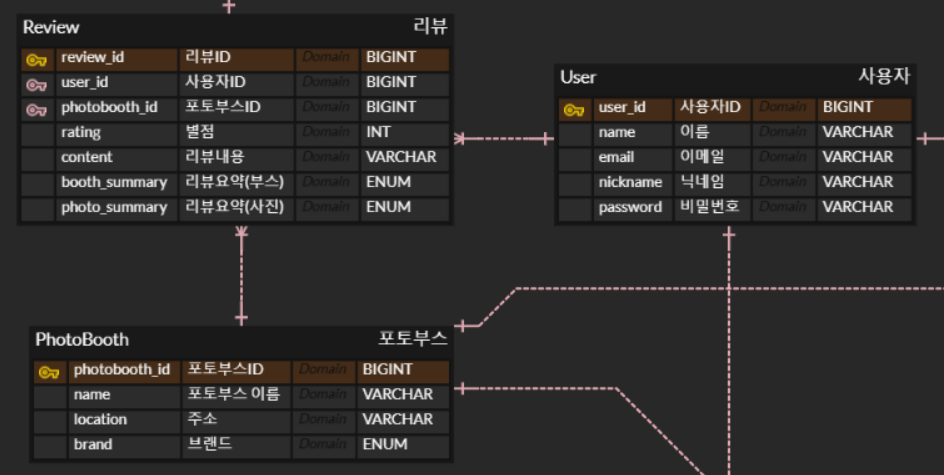 Review 리뷰
review_id 리뷰ID Domain BIGINT
user_id 사용자ID Domain BIGINT
photobooth_id 포토부스ID Domain BIGINT
rating 별점 Domain INT
content 리뷰내용 Domain VARCHAR
booth_summary 리뷰요약(부스) Domain ENUM
photo_summary 리뷰요약(사진) Domain ENUM
User 사용자
user_id 사용자ID Domain BIGINT
name 이름 Domain VARCHAR
email 이메일 Domain VARCHAR
nickname 닉네임 Domain VARCHAR
password 비밀번호 Domain VARCHAR
PhotoBooth 포토부스
photobooth_id 포토부스ID Domain BIGINT
name 포토부스 이름 Domain VARCHAR
location 주소 Domain VARCHAR
brand 브랜드 Domain ENUM